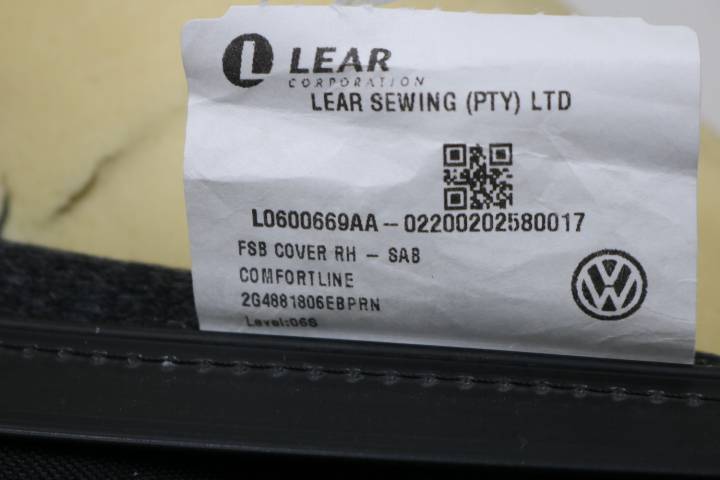 LEAR
CORPORATION
LEAR SEWING (PTY) LTD
L0600669AA-02200202580017
FSB COVER RH - SAB
COMFORTLINE
2G4881806EBPRN
Level:06S